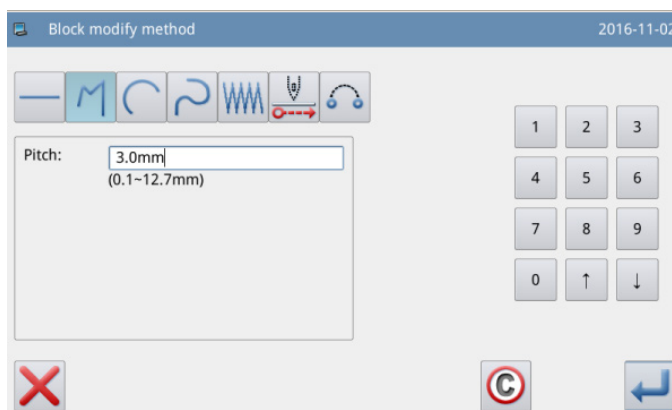 Block modify method 2016-11-02
Pitch: 3.0mm
(0.1~12.7mm)
1 2 3
4 5 6
7 8 9
0 ↑ ↓
C